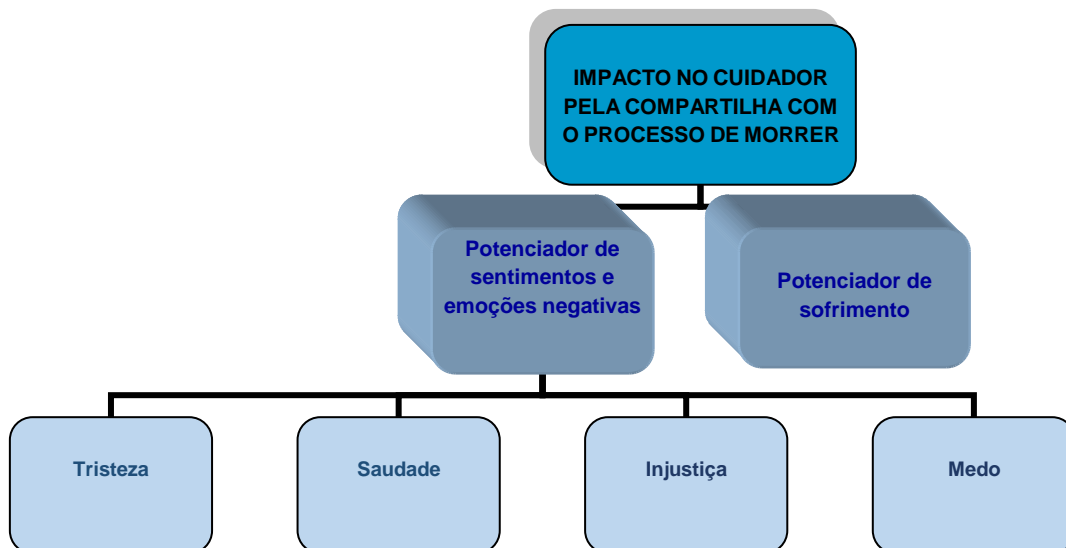 IMPACTO NO CUIDADOR
PELA COMPARTILHA COM
O PROCESSO DE MORRER
Potenciador de
sentimentos e
emoções negativas
Potenciador de
sofrimento
Tristeza
Saudade
Injustiça
Medo